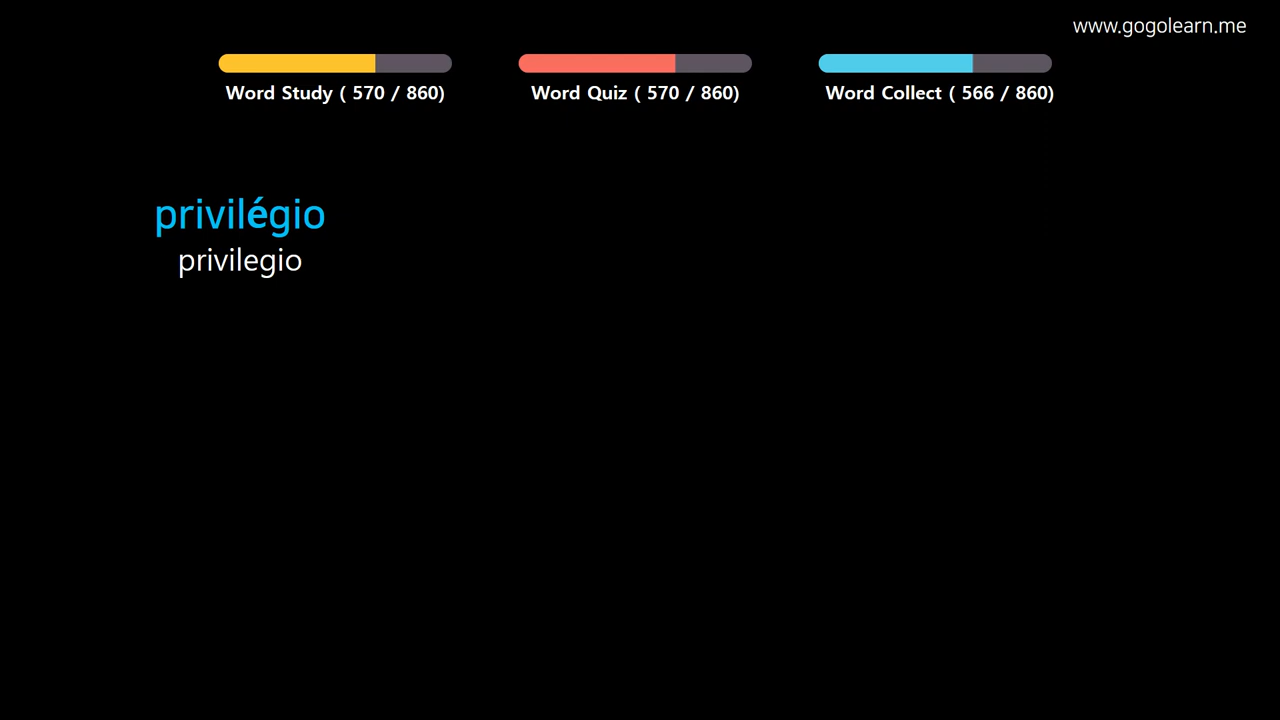 www.gogolearn.me
Word Study ( 570 / 860)
Word Quiz ( 570 / 860)
Word Collect ( 566 / 860)
privilégio
privilegio